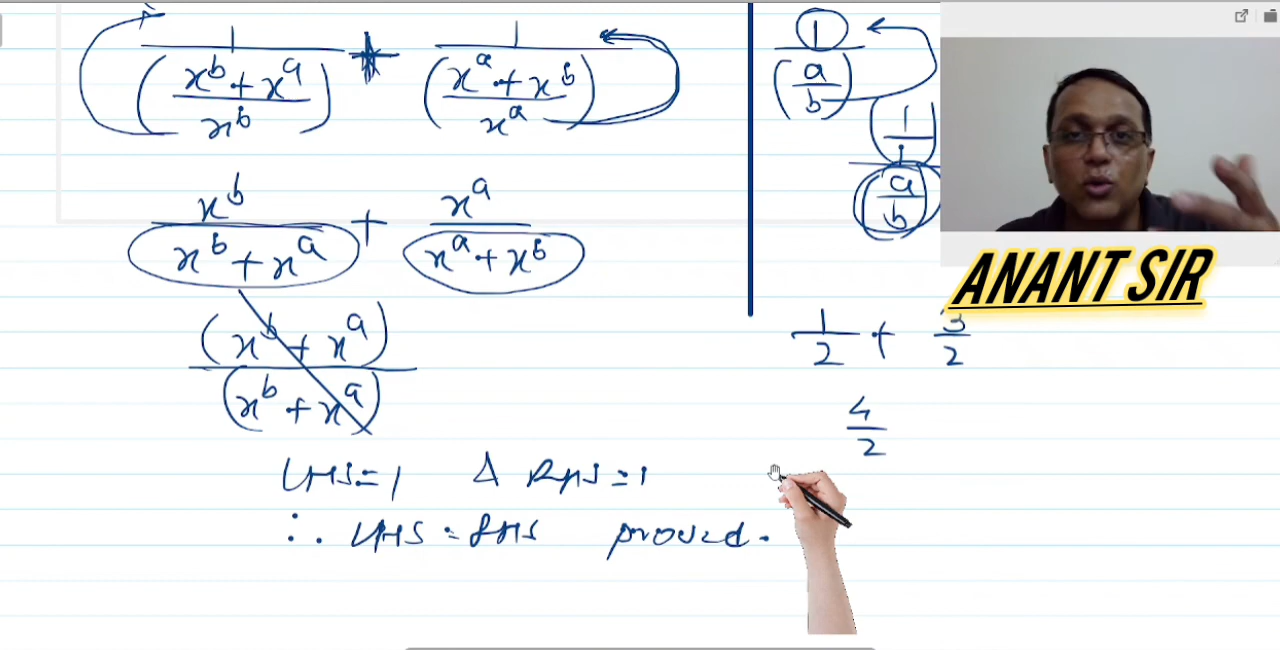 1/((x^b + x^a)/x^b) + 1/((x^a + x^b)/x^a)
x^b/(x^b + x^a) + x^a/(x^a + x^b)
(x^b + x^a)/(x^b + x^a)
LHS = 1 & RHS = 1
∴ LHS = RHS proved.
1/(a/b)
(1/1)/(a/b)
ANANT SIR
1/2 + 3/2
4/2